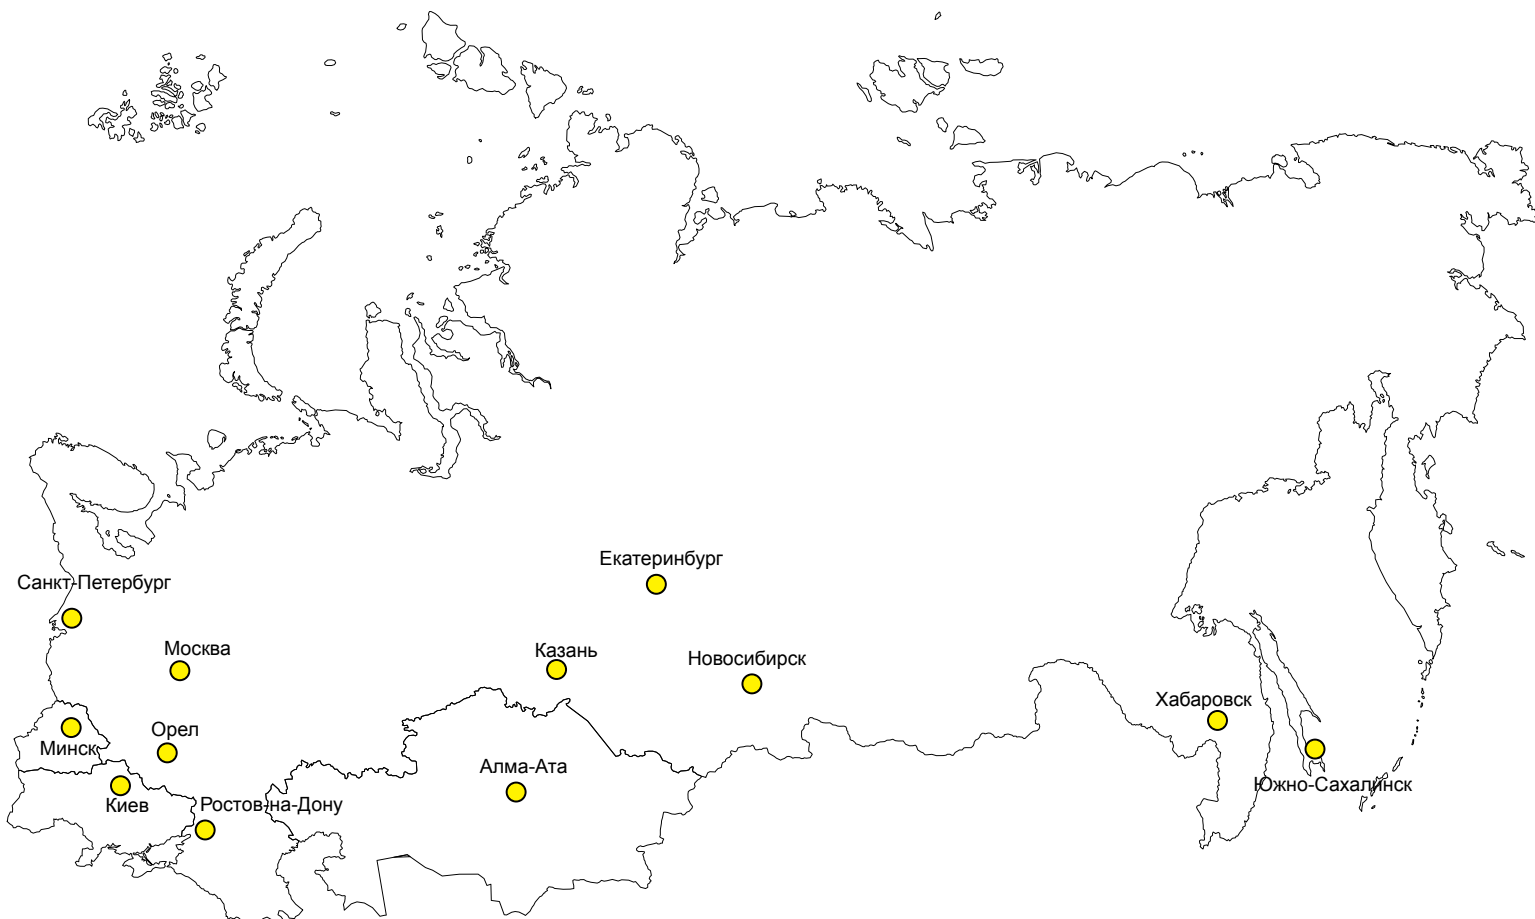 Екатеринбург
Санкт-Петербург
Москва
Казань
Новосибирск
Хабаровск
Орел
Минск
Алма-Ата
Южно-Сахалинск
Киев
Ростов-на-Дону